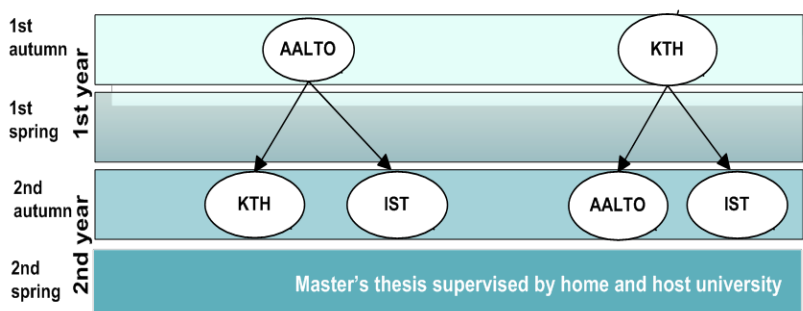 1st
autumn
AALTO
KTH
1st year
1st
spring
2nd
autumn
KTH
IST
AALTO
IST
2nd year
2nd
spring
Master's thesis supervised by home and host university